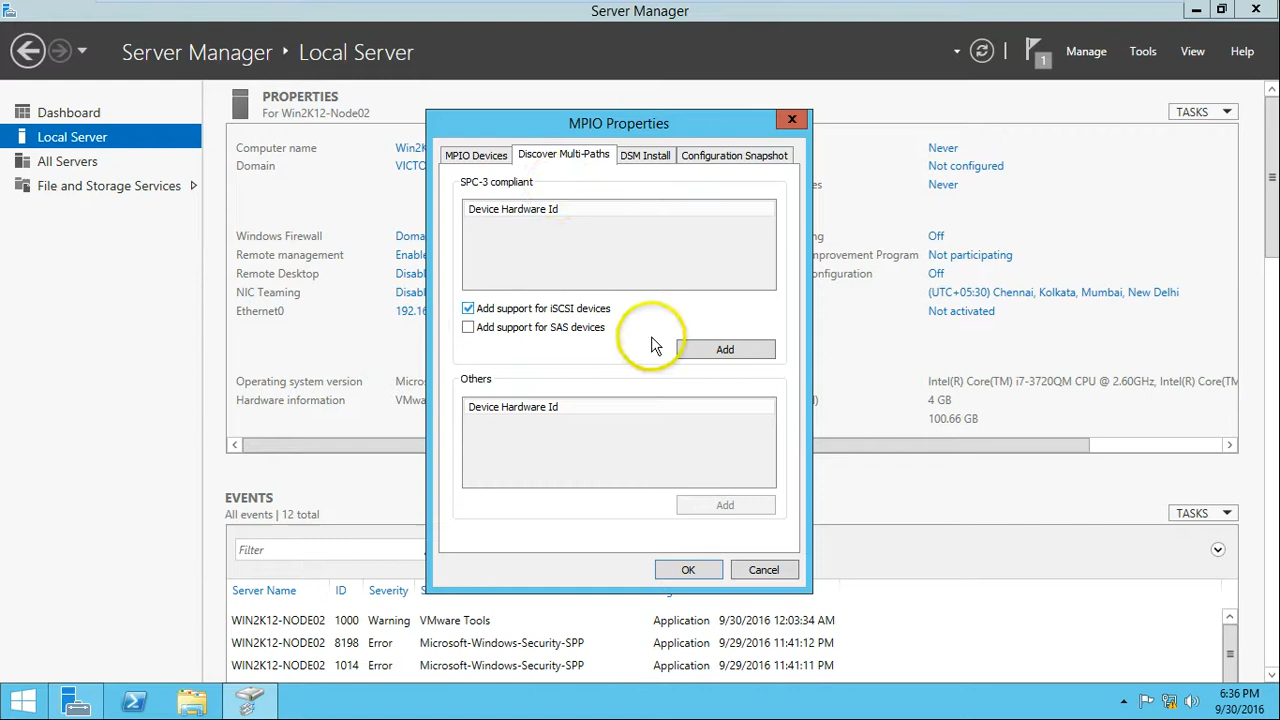 Server Manager
Server Manager ‣ Local Server
1
Manage
Tools
View
Help
Dashboard
Local Server
All Servers
File and Storage Services
PROPERTIES
For Win2K12-Node02
TASKS
Computer name
Never
Domain
Not configured
Never
Windows Firewall
Off
Remote management
Not participating
Remote Desktop
Off
NIC Teaming
(UTC+05:30) Chennai, Kolkata, Mumbai, New Delhi
Ethernet0
192.16
Not activated
Operating system version
Intel(R) Core(TM) i7-3720QM CPU @ 2.60GHz, Intel(R) Core(TM
Hardware information
4 GB
100.66 GB
MPIO Properties
MPIO Devices
Discover Multi-Paths
DSM Install
Configuration Snapshot
SPC-3 compliant
Device Hardware Id
Add support for iSCSI devices
Add support for SAS devices
Add
Others
Device Hardware Id
Add
OK
Cancel
EVENTS
All events | 12 total
TASKS
Filter
Server Name ID Severity
WIN2K12-NODE02 1000 Warning VMware Tools Application 9/30/2016 12:03:34 AM
WIN2K12-NODE02 8198 Error Microsoft-Windows-Security-SPP Application 9/29/2016 11:41:12 PM
WIN2K12-NODE02 1014 Error Microsoft-Windows-Security-SPP Application 9/29/2016 11:41:11 PM
6:36 PM
9/30/2016